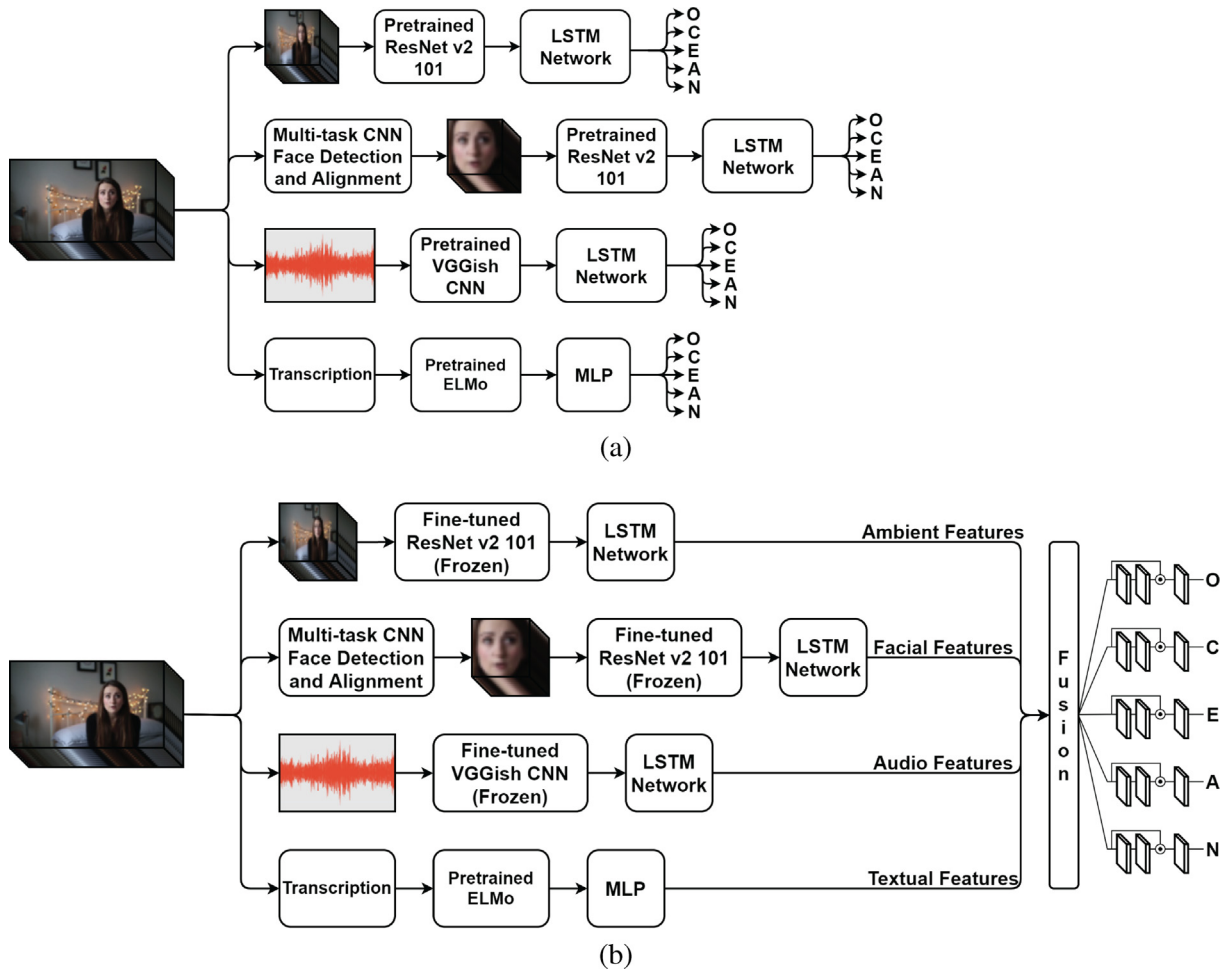 Pretrained
ResNet v2
101
LSTM
Network
O
C
E
A
N
Multi-task CNN
Face Detection
and Alignment
Pretrained
ResNet v2
101
LSTM
Network
O
C
E
A
N
Pretrained
VGGish
CNN
LSTM
Network
O
C
E
A
N
Transcription
Pretrained
ELMo
MLP
O
C
E
A
N
(a)
Fine-tuned
ResNet v2 101
(Frozen)
LSTM
Network
Ambient Features
Multi-task CNN
Face Detection
and Alignment
Fine-tuned
ResNet v2 101
(Frozen)
LSTM
Network
Facial Features
Fine-tuned
VGGish CNN
(Frozen)
LSTM
Network
Audio Features
Transcription
Pretrained
ELMo
MLP
Textual Features
Fusion
O
C
E
A
N
(b)